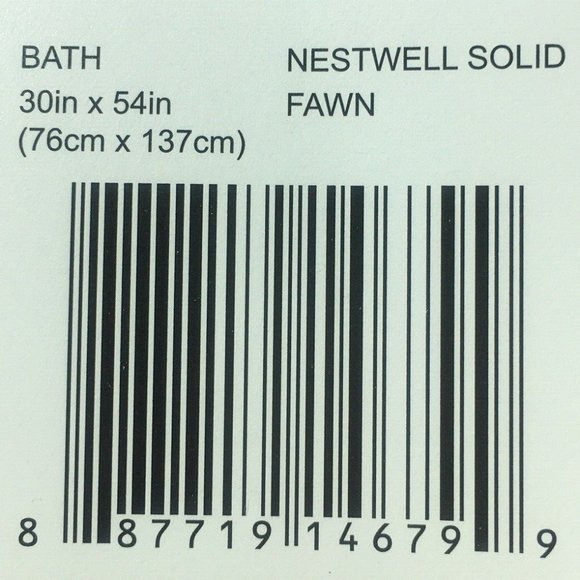 BATH
30in x 54in
(76cm x 137cm)
NESTWELL SOLID
FAWN
8 87719 14679 9